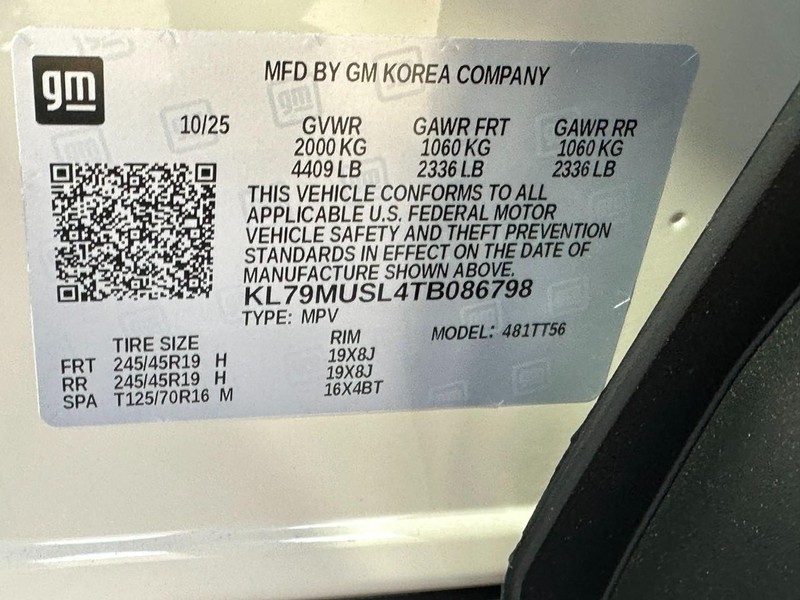 gm
MFD BY GM KOREA COMPANY
10/25 GVWR GAWR FRT GAWR RR
2000 KG 1060 KG 1060 KG
4409 LB 2336 LB 2336 LB
THIS VEHICLE CONFORMS TO ALL
APPLICABLE U.S. FEDERAL MOTOR
VEHICLE SAFETY AND THEFT PREVENTION
STANDARDS IN EFFECT ON THE DATE OF
MANUFACTURE SHOWN ABOVE.
KL79MUSL4TB086798
TYPE: MPV MODEL: 481TT56
TIRE SIZE RIM
FRT 245/45R19 H 19X8J
RR 245/45R19 H 19X8J
SPA T125/70R16 M 16X4BT